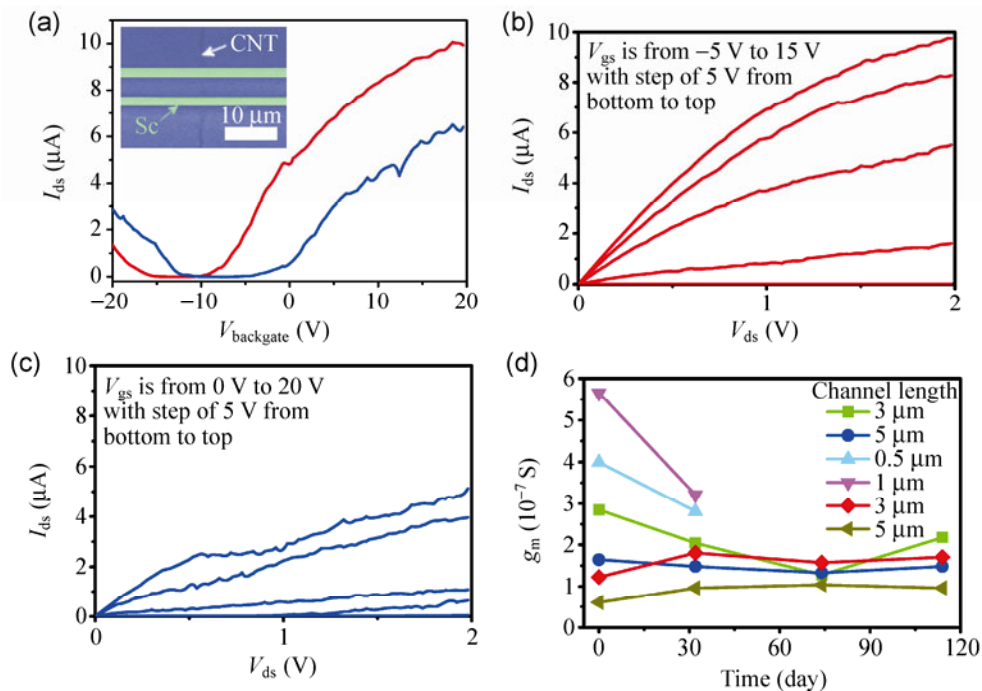 (a)
CNT
Sc
10 μm
I_ds (μA)
10
8
6
4
2
0
−20
−10
0
10
20
V_backgate (V)
(b)
V_gs is from −5 V to 15 V
with step of 5 V from
bottom to top
I_ds (μA)
10
8
6
4
2
0
0
1
2
V_ds (V)
(c)
V_gs is from 0 V to 20 V
with step of 5 V from
bottom to top
I_ds (μA)
10
8
6
4
2
0
0
1
2
V_ds (V)
(d)
Channel length
3 μm
5 μm
0.5 μm
1 μm
3 μm
5 μm
g_m (10⁻⁷ S)
6
5
4
3
2
1
0
0
30
60
90
120
Time (day)